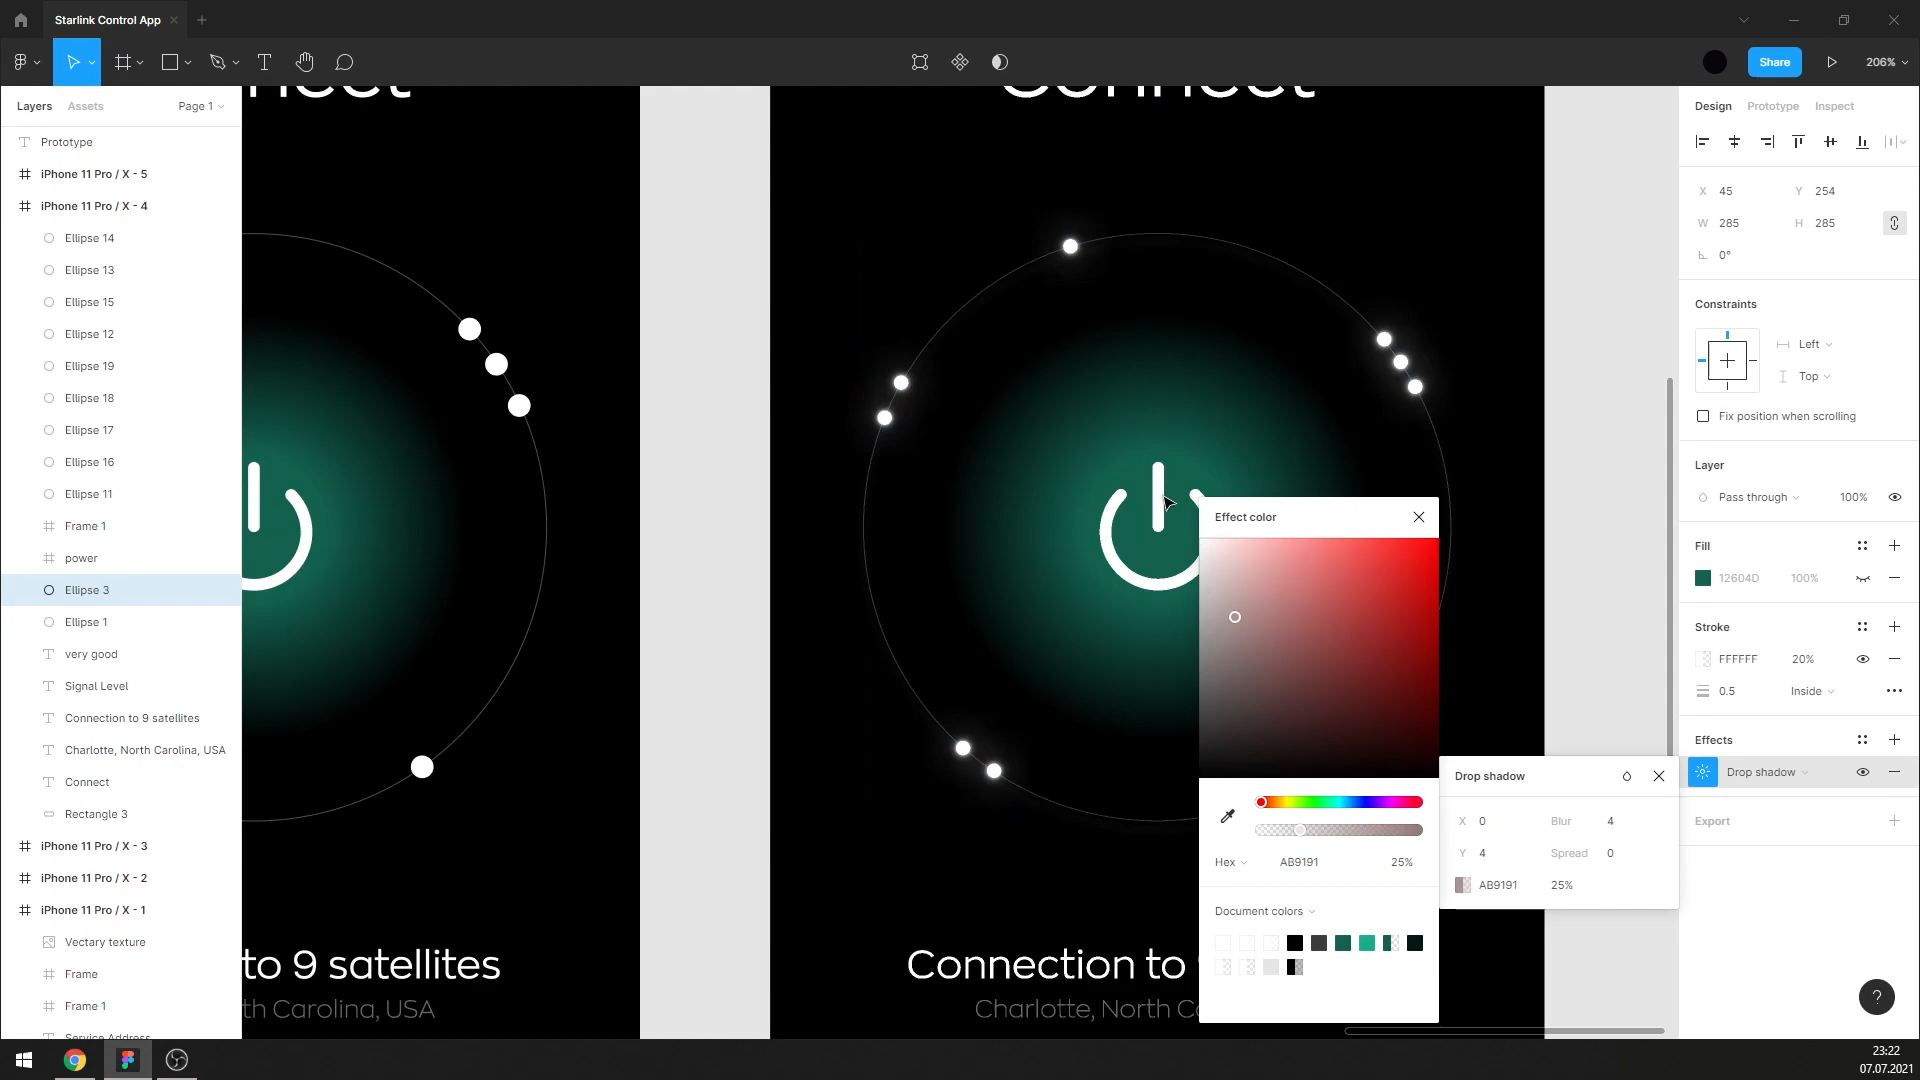 Starlink Control App
Share
206%
Layers
Assets
Page 1
Prototype
iPhone 11 Pro / X - 5
iPhone 11 Pro / X - 4
Ellipse 14
Ellipse 13
Ellipse 15
Ellipse 12
Ellipse 19
Ellipse 18
Ellipse 17
Ellipse 16
Ellipse 11
Frame 1
power
Ellipse 3
Ellipse 1
very good
Signal Level
Connection to 9 satellites
Charlotte, North Carolina, USA
Connect
Rectangle 3
iPhone 11 Pro / X - 3
iPhone 11 Pro / X - 2
iPhone 11 Pro / X - 1
Vectary texture
Frame
Frame 1
Service Address
nect
to 9 satellites
th Carolina, USA
Connect
Connection to
Charlotte, North C
Effect color
Hex
AB9191
25%
Document colors
Drop shadow
X 0
Blur 4
Y 4
Spread 0
AB9191 25%
Design
Prototype
Inspect
X 45
Y 254
W 285
H 285
0°
Constraints
Left
Top
Fix position when scrolling
Layer
Pass through
100%
Fill
12604D
100%
Stroke
FFFFFF
20%
0.5
Inside
Effects
Drop shadow
Export
?
23:22
07.07.2021